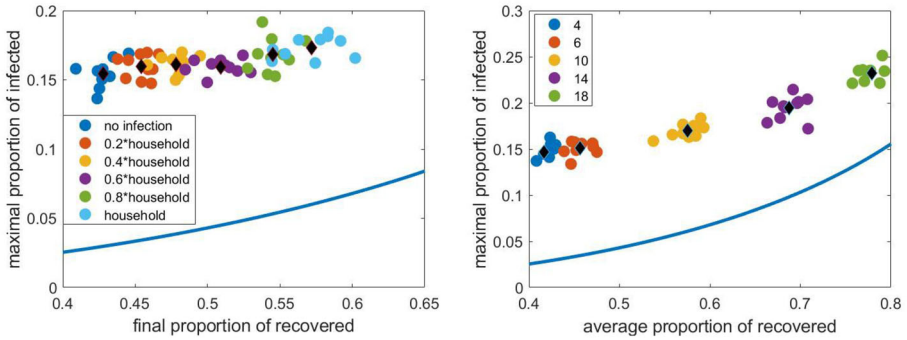 maximal proportion of infected
0.2
0.15
0.1
0.05
0
no infection
0.2*household
0.4*household
0.6*household
0.8*household
household
0.4
0.45
0.5
0.55
0.6
0.65
final proportion of recovered
maximal proportion of infected
0.3
0.25
0.2
0.15
0.1
0.05
0
4
6
10
14
18
0.4
0.5
0.6
0.7
0.8
average proportion of recovered